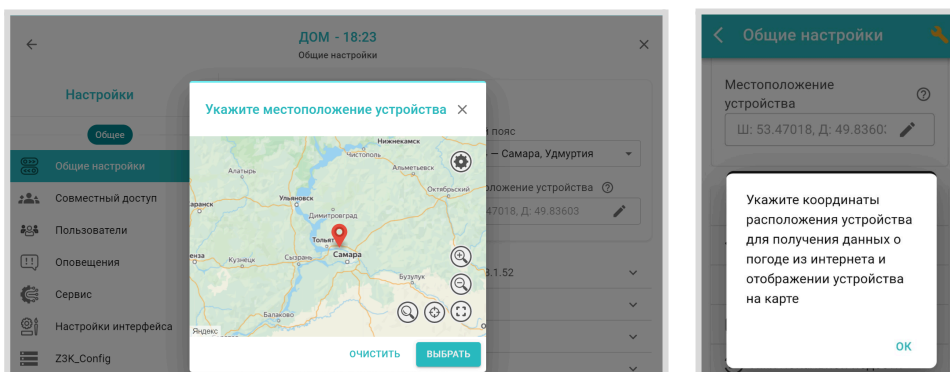 ДОМ - 18:23
Общие настройки
Настройки
Общее
Общие настройки
Совместный доступ
Пользователи
Оповещения
Сервис
Настройки интерфейса
Z3K_Config
Укажите местоположение устройства
Нижнекамск
Чистополь
Альметьевск
Алатырь
Октябрьский
Ульяновск
Димитровград
Тольят
Самара
Сызрань
Кузнецк
Бузулук
Балаково
Яндекс
ОЧИСТИТЬ
ВЫБРАТЬ
пояс
— Самара, Удмуртия
оложение устройства
47018, Д: 49.83603
3.1.52
Общие настройки
Местоположение
устройства
Ш: 53.47018, Д: 49.8360
Укажите координаты
расположения устройства
для получения данных о
погоде из интернета и
отображении устройства
на карте
ОК